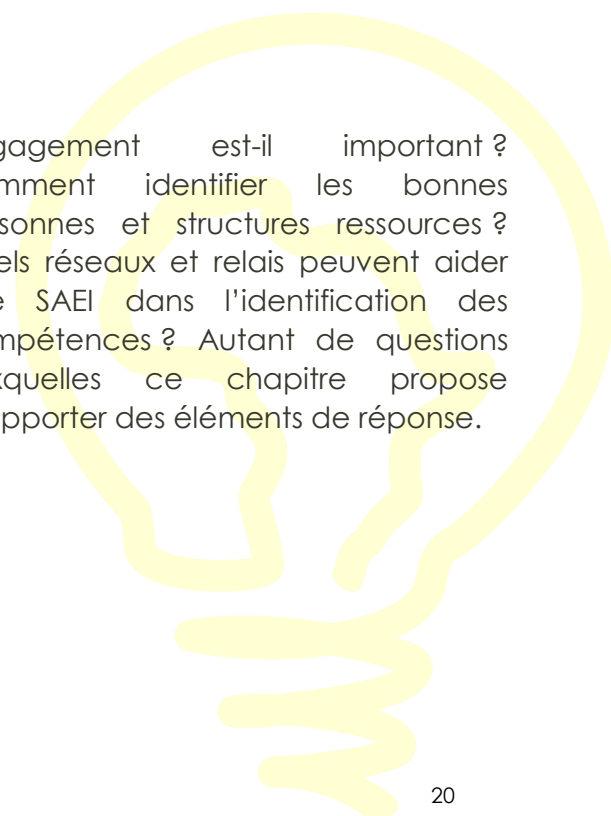 gagement est-il important ?
mment identifier les bonnes
sonnes et structures ressources ?
els réseaux et relais peuvent aider
e SAEI dans l’identification des
mpétences ? Autant de questions
xquelles ce chapitre propose
pporter des éléments de réponse.
20